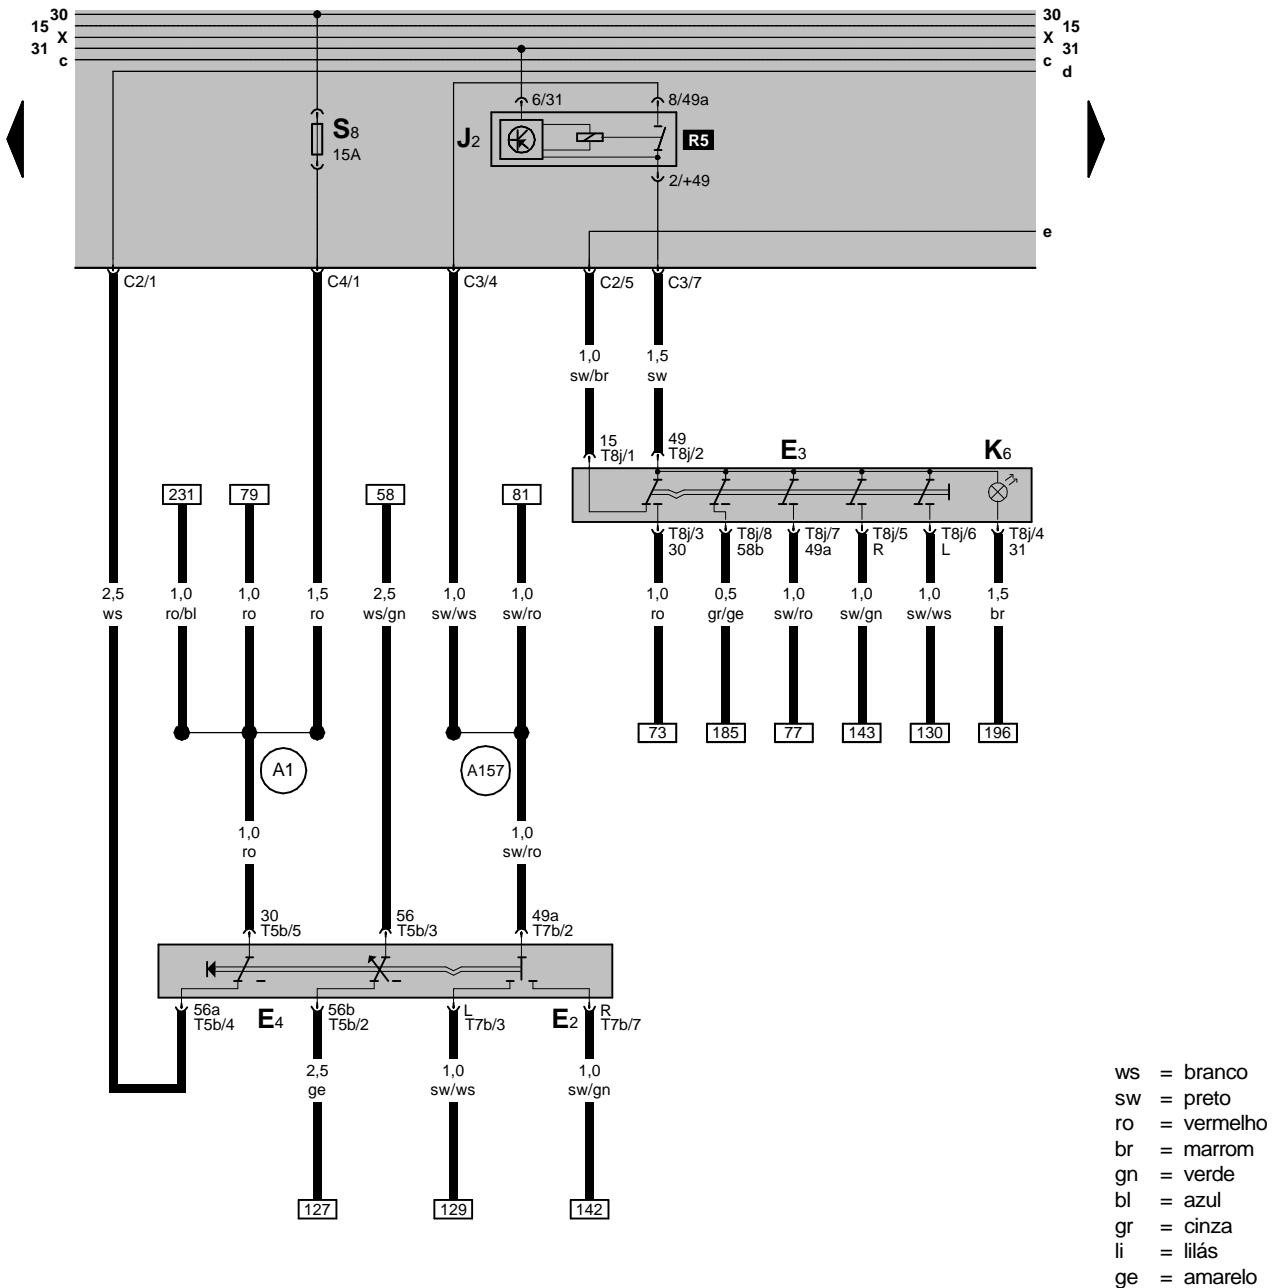 30 30
15 15
X X
31 31
c c
d
6/31 8/49a
S8
15A
J2
R5
2/+49
e
C2/1 C4/1 C3/4 C2/5 C3/7
1,0 1,5
sw/br sw
15 49
T8j/1 T8j/2
E3 K6
231 79 58 81
T8j/3 T8j/8 T8j/7 T8j/5 T8j/6 T8j/4
30 58b 49a R L 31
2,5 1,0 1,0 1,5 2,5 1,0 1,0 1,0 0,5 1,0 1,0 1,0 1,5
ws ro/bl ro ro ws/gn sw/ws sw/ro ro gr/ge sw/ro sw/gn sw/ws br
73 185 77 143 130 196
A1 A157
1,0 1,0
ro sw/ro
30 56 49a
T5b/5 T5b/3 T7b/2
56a 56b L R
T5b/4 E4 T5b/2 T7b/3 E2 T7b/7
2,5 1,0 1,0
ge sw/ws sw/gn
127 129 142
ws = branco
sw = preto
ro = vermelho
br = marrom
gn = verde
bl = azul
gr = cinza
li = lilás
ge = amarelo